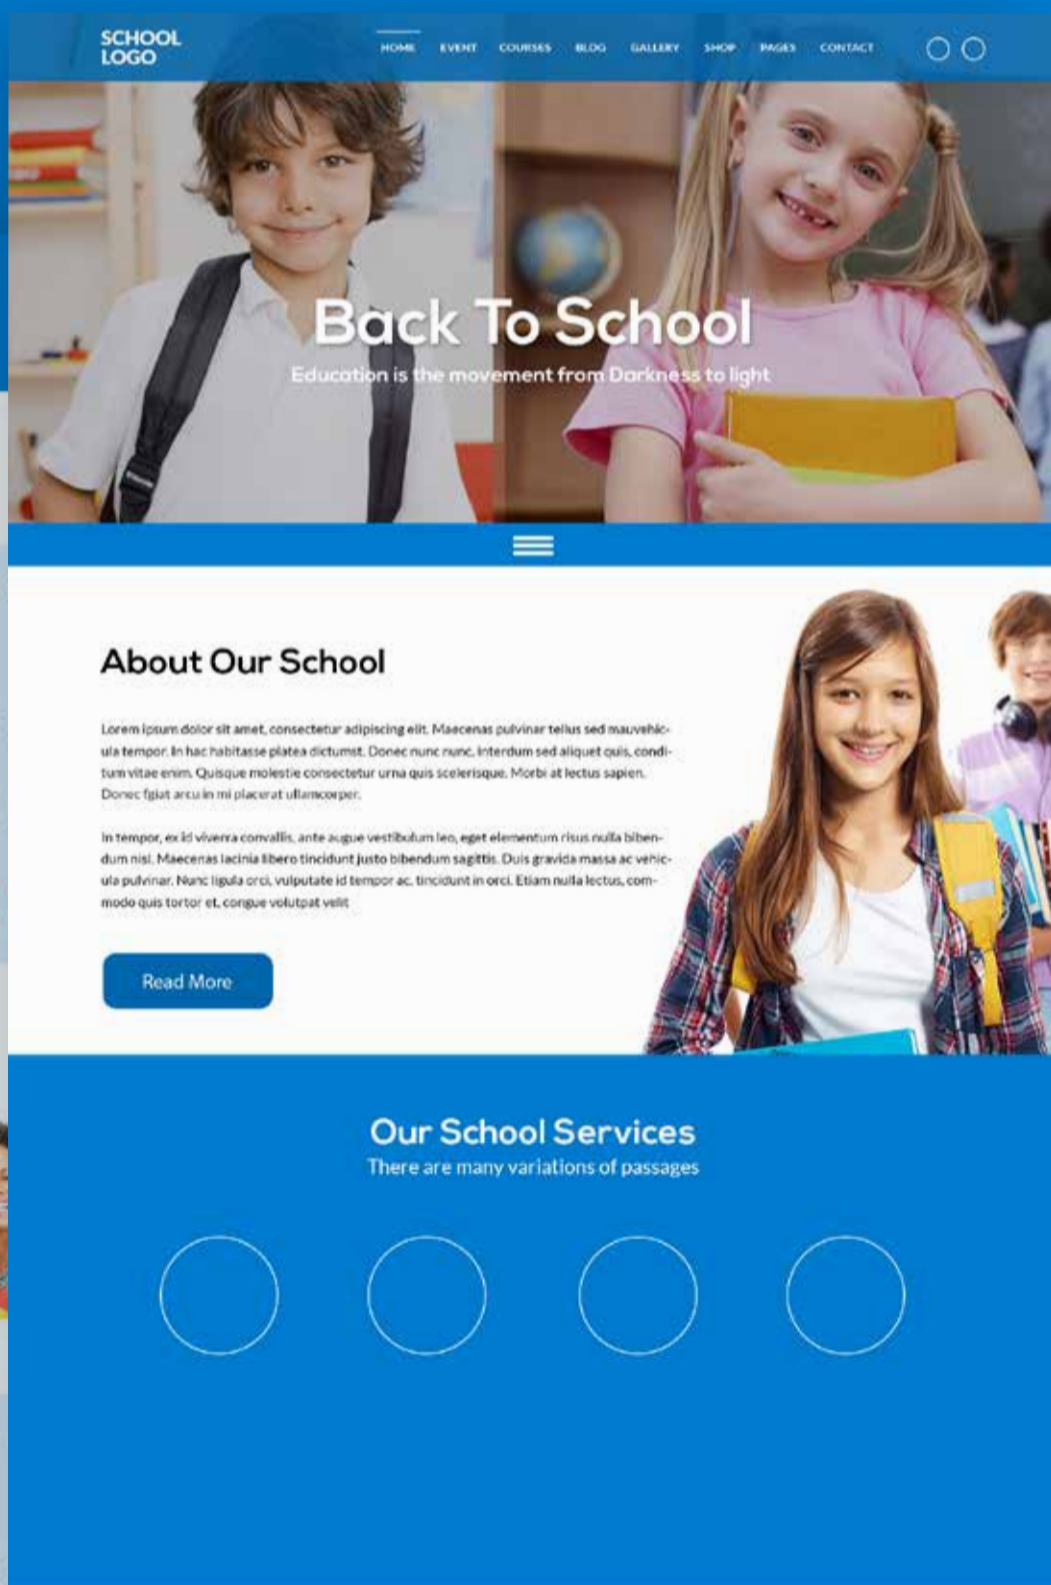 SCHOOL
LOGO
HOME EVENT COURSES BLOG GALLERY SHOP PAGES CONTACT
Back To School
Education is the movement from Darkness to light
About Our School
Lorem ipsum dolor sit amet, consectetur adipiscing elit. Maecenas pulvinar tellus sed mauvehic-
ula tempor. In hac habitasse platea dictumst. Donec nunc nunc, interdum sed aliquet quis, condi-
tum vitae enim. Quisque molestie consectetur urna quis scelerisque. Morbi at lectus sapien.
Donec fgiat arcu in mi placerat ullamcorper.
In tempor, ex id viverra convallis, ante augue vestibulum leo, eget elementum risus nulla biben-
dum nisl. Maecenas lacinia libero tincidunt justo bibendum sagittis. Duis gravida massa ac vehic-
ula pulvinar. Nunc ligula orci, vulputate id tempor ac, tincidunt in orci. Etiam nulla lectus, com-
modo quis tortor et, congue volutpat velit
Read More
Our School Services
There are many variations of passages